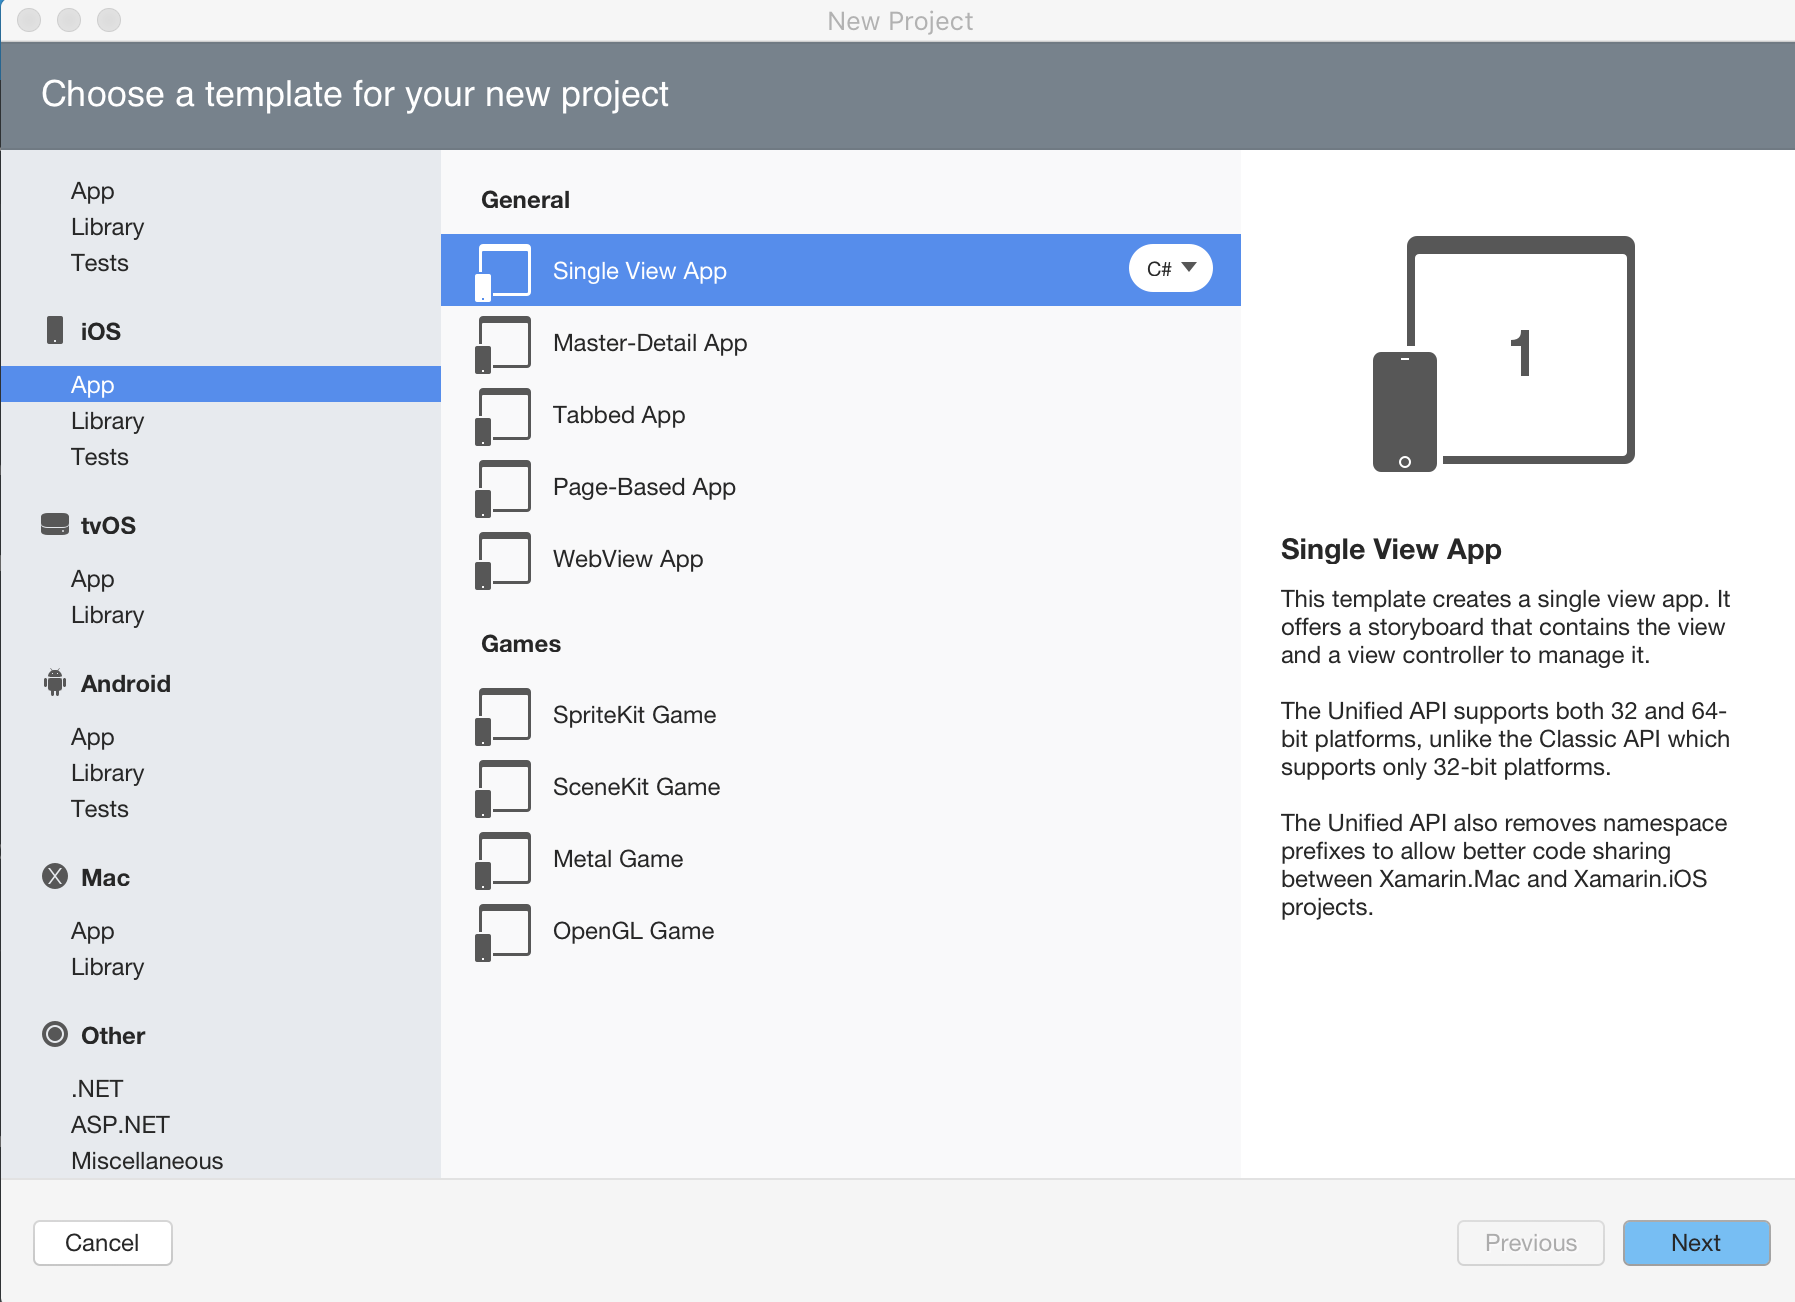 New Project
Choose a template for your new project
App
Library
Tests
iOS
App
Library
Tests
tvOS
App
Library
Android
App
Library
Tests
Mac
App
Library
Other
.NET
ASP.NET
Miscellaneous
General
Single View App
C#
Master-Detail App
Tabbed App
Page-Based App
WebView App
Games
SpriteKit Game
SceneKit Game
Metal Game
OpenGL Game
1
Single View App
This template creates a single view app. It
offers a storyboard that contains the view
and a view controller to manage it.
The Unified API supports both 32 and 64-
bit platforms, unlike the Classic API which
supports only 32-bit platforms.
The Unified API also removes namespace
prefixes to allow better code sharing
between Xamarin.Mac and Xamarin.iOS
projects.
Cancel
Previous
Next